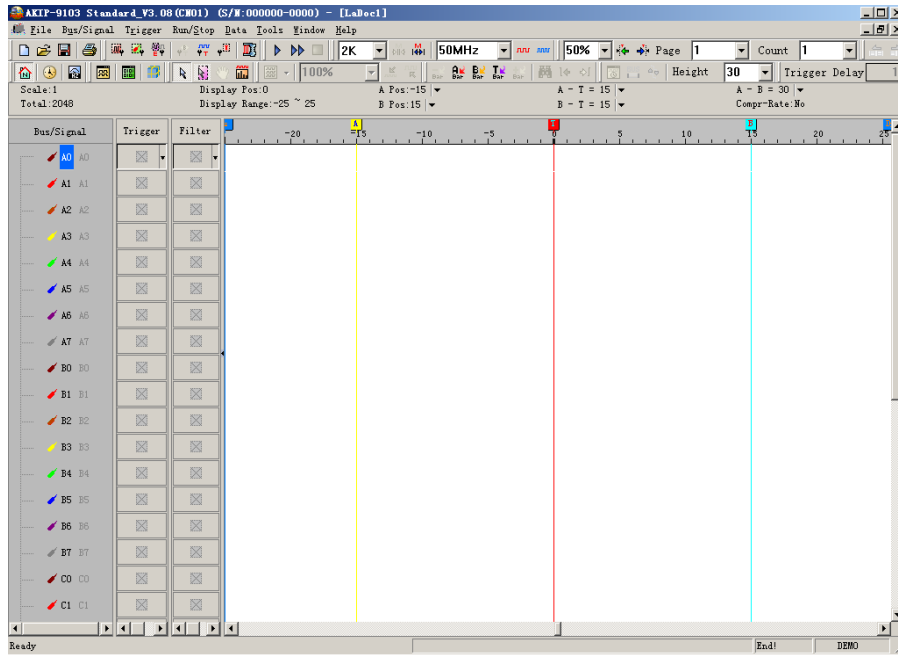 AKIP-9103 Standard_V3.08(CN01) (S/N:000000-0000) - [LaDoc1]
File Bus/Signal Trigger Run/Stop Data Tools Window Help
2K 50MHz 50% Page 1 Count 1
100% Bar Bar Bar Bar Height 30 Trigger Delay 1
Scale:1 Display Pos:0 A Pos:-15 A - T = 15 A - B = 30
Total:2048 Display Range:-25 ~ 25 B Pos:15 B - T = 15 Compr-Rate:No
Bus/Signal Trigger Filter A T B
-20 -15 -10 -5 0 5 10 15 20 25
A0 A0
A1 A1
A2 A2
A3 A3
A4 A4
A5 A5
A6 A6
A7 A7
B0 B0
B1 B1
B2 B2
B3 B3
B4 B4
B5 B5
B6 B6
B7 B7
C0 C0
C1 C1
Ready End! DEMO